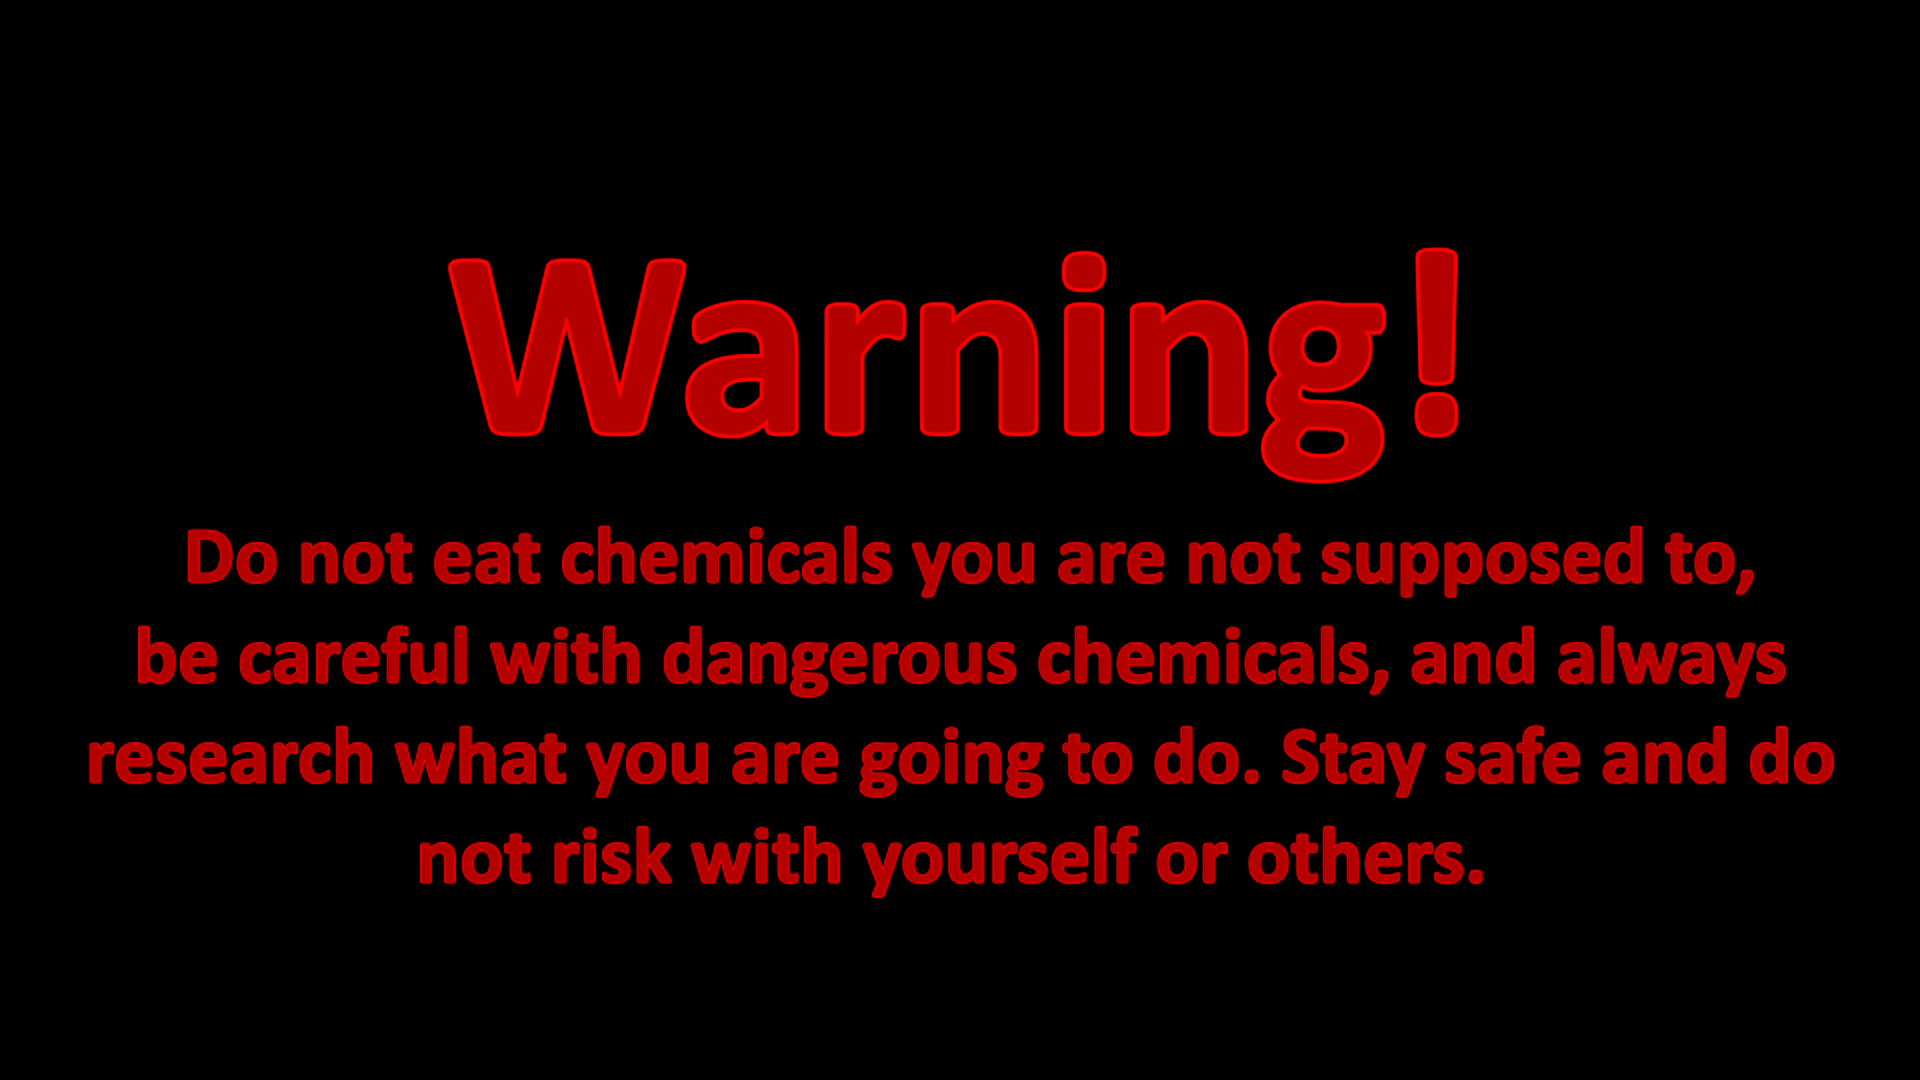 Warning!
Do not eat chemicals you are not supposed to,
be careful with dangerous chemicals, and always
research what you are going to do. Stay safe and do
not risk with yourself or others.